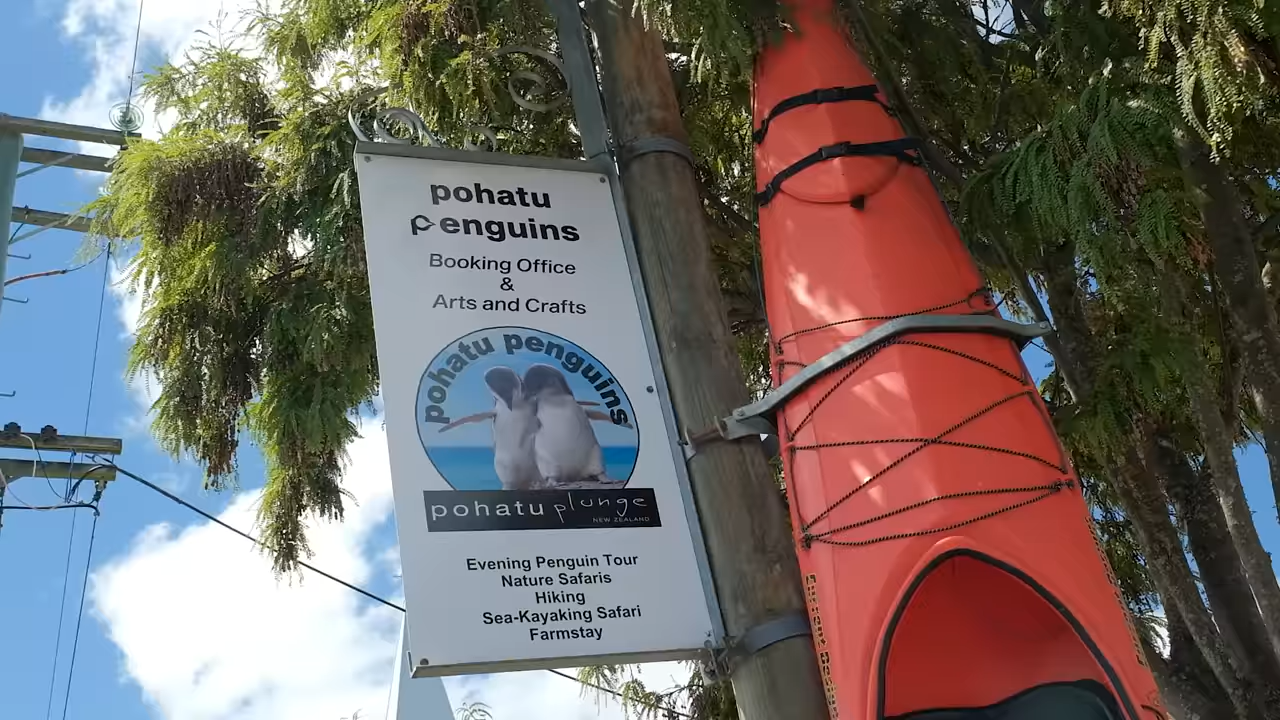 pohatu
penguins
Booking Office
&
Arts and Crafts
pohatu penguins
pohatu plunge
NEW ZEALAND
Evening Penguin Tour
Nature Safaris
Hiking
Sea-Kayaking Safari
Farmstay